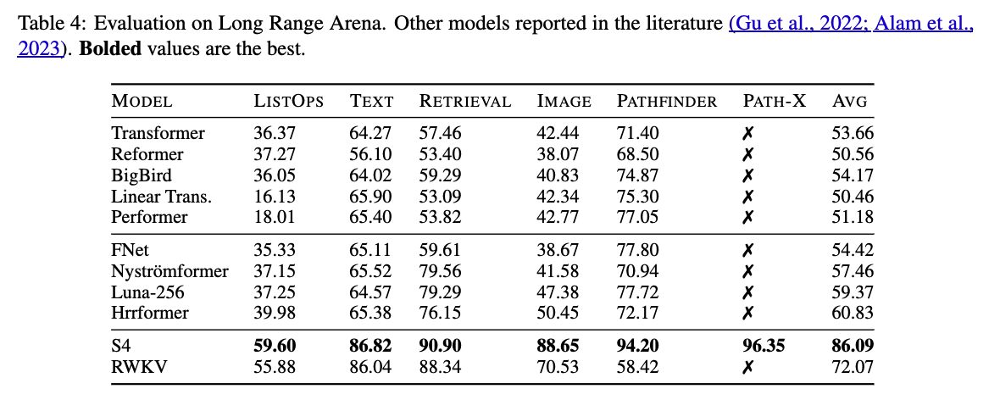 Table 4: Evaluation on Long Range Arena. Other models reported in the literature (Gu et al., 2022; Alam et al.,
2023). Bolded values are the best.
MODEL LISTOPS TEXT RETRIEVAL IMAGE PATHFINDER PATH-X AVG
Transformer 36.37 64.27 57.46 42.44 71.40 ✗ 53.66
Reformer 37.27 56.10 53.40 38.07 68.50 ✗ 50.56
BigBird 36.05 64.02 59.29 40.83 74.87 ✗ 54.17
Linear Trans. 16.13 65.90 53.09 42.34 75.30 ✗ 50.46
Performer 18.01 65.40 53.82 42.77 77.05 ✗ 51.18
FNet 35.33 65.11 59.61 38.67 77.80 ✗ 54.42
Nyströmformer 37.15 65.52 79.56 41.58 70.94 ✗ 57.46
Luna-256 37.25 64.57 79.29 47.38 77.72 ✗ 59.37
Hrrformer 39.98 65.38 76.15 50.45 72.17 ✗ 60.83
S4 59.60 86.82 90.90 88.65 94.20 96.35 86.09
RWKV 55.88 86.04 88.34 70.53 58.42 ✗ 72.07